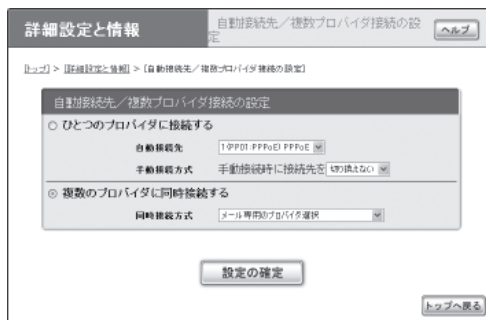 詳細設定と情報
自動接続先／複数プロバイダ接続の設
定
ヘルプ
[トップ] > [詳細設定と情報] > [自動接続先／複数プロバイダ接続の設定]
自動接続先／複数プロバイダ接続の設定
○ ひとつのプロバイダに接続する
自動接続先
手動接続方式 手動接続時に接続先を 切り換えない
◎ 複数のプロバイダに同時接続する
同時接続方式 メール専用のプロバイダ選択
設定の確定
トップへ戻る